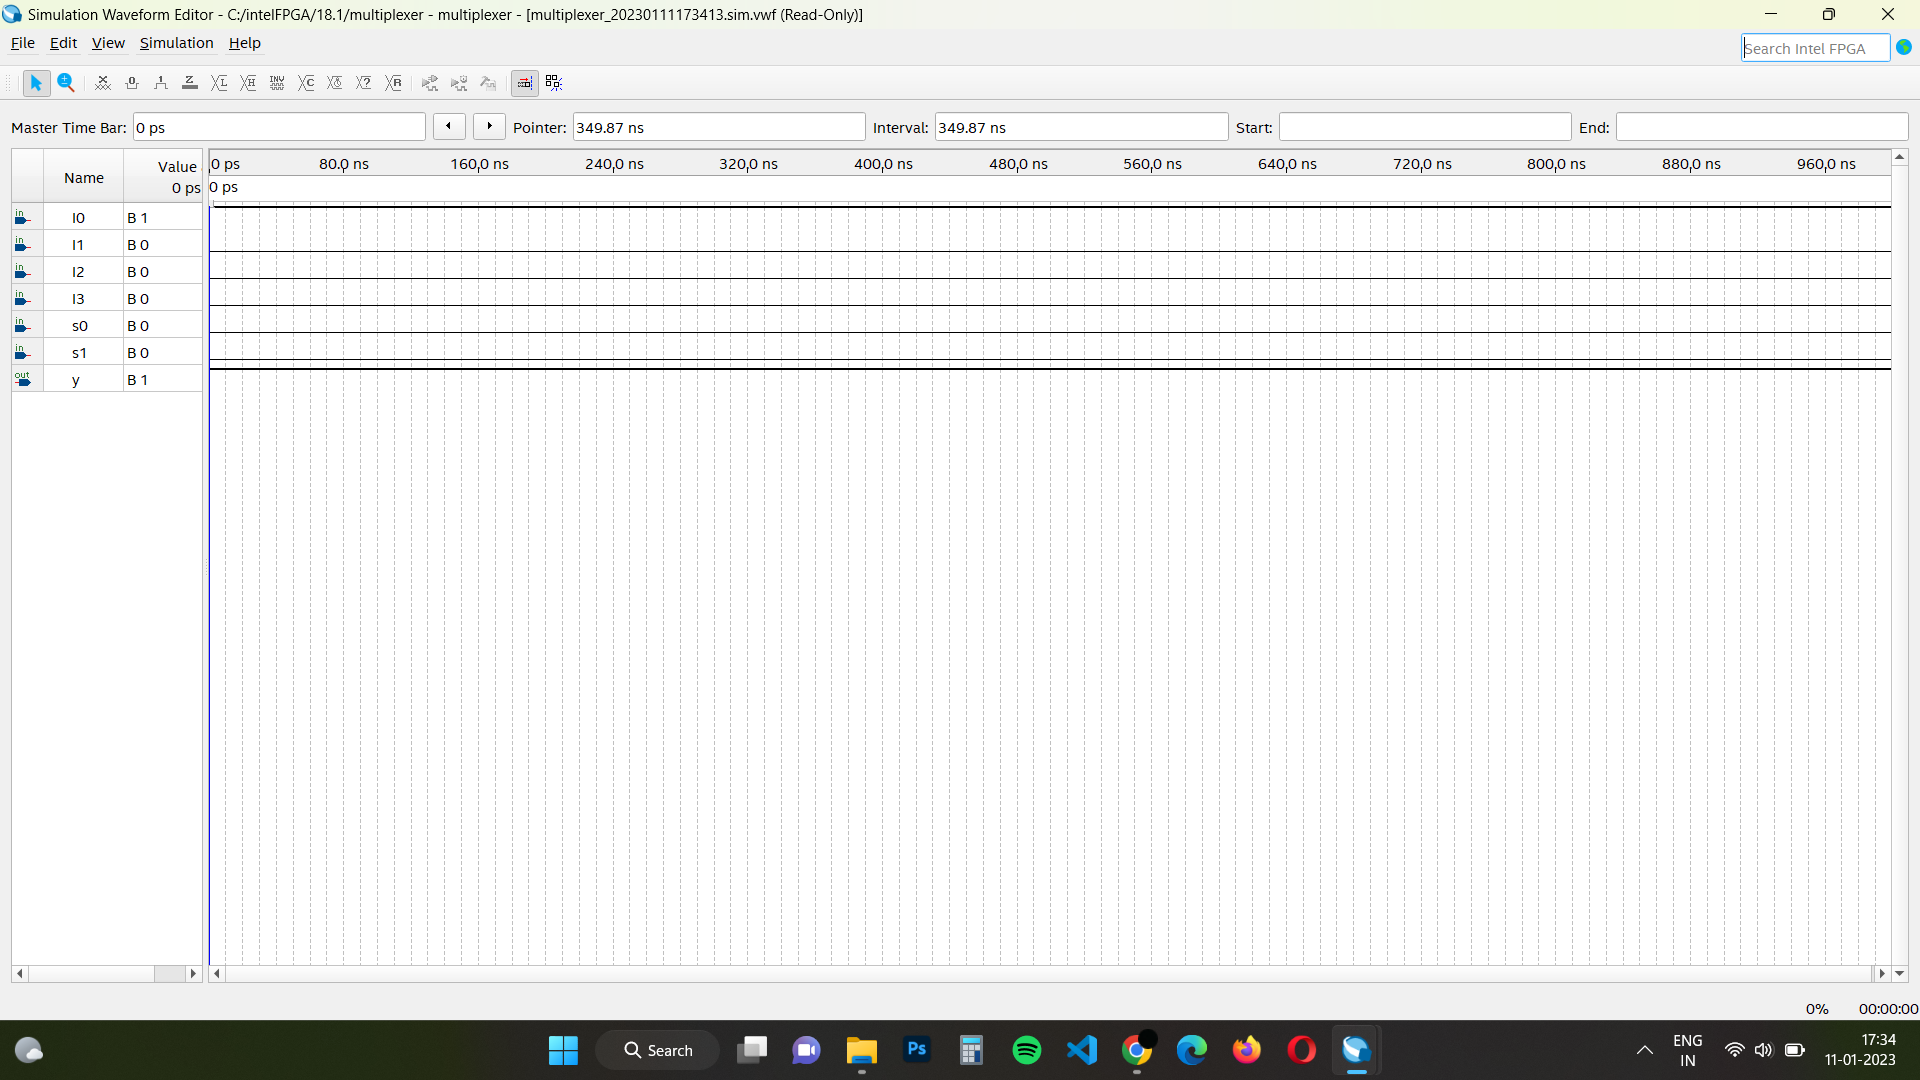 Simulation Waveform Editor - C:/intelFPGA/18.1/multiplexer - multiplexer - [multiplexer_20230111173413.sim.vwf (Read-Only)]
File Edit View Simulation Help
Search Intel FPGA
Master Time Bar: 0 ps Pointer: 349.87 ns Interval: 349.87 ns Start: End:
Name Value 0 ps 80.0 ns 160.0 ns 240.0 ns 320.0 ns 400.0 ns 480.0 ns 560.0 ns 640.0 ns 720.0 ns 800.0 ns 880.0 ns 960.0 ns
0 ps 0 ps
in I0 B 1
in I1 B 0
in I2 B 0
in I3 B 0
in s0 B 0
in s1 B 0
out y B 1
0% 00:00:00
Search Ps ENG 17:34
IN 11-01-2023